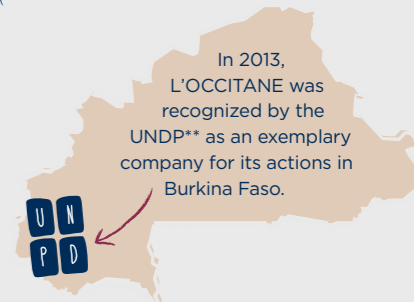 In 2013,
L'OCCITANE was
recognized by the
UNDP** as an exemplary
company for its actions in
Burkina Faso.
U N
P D